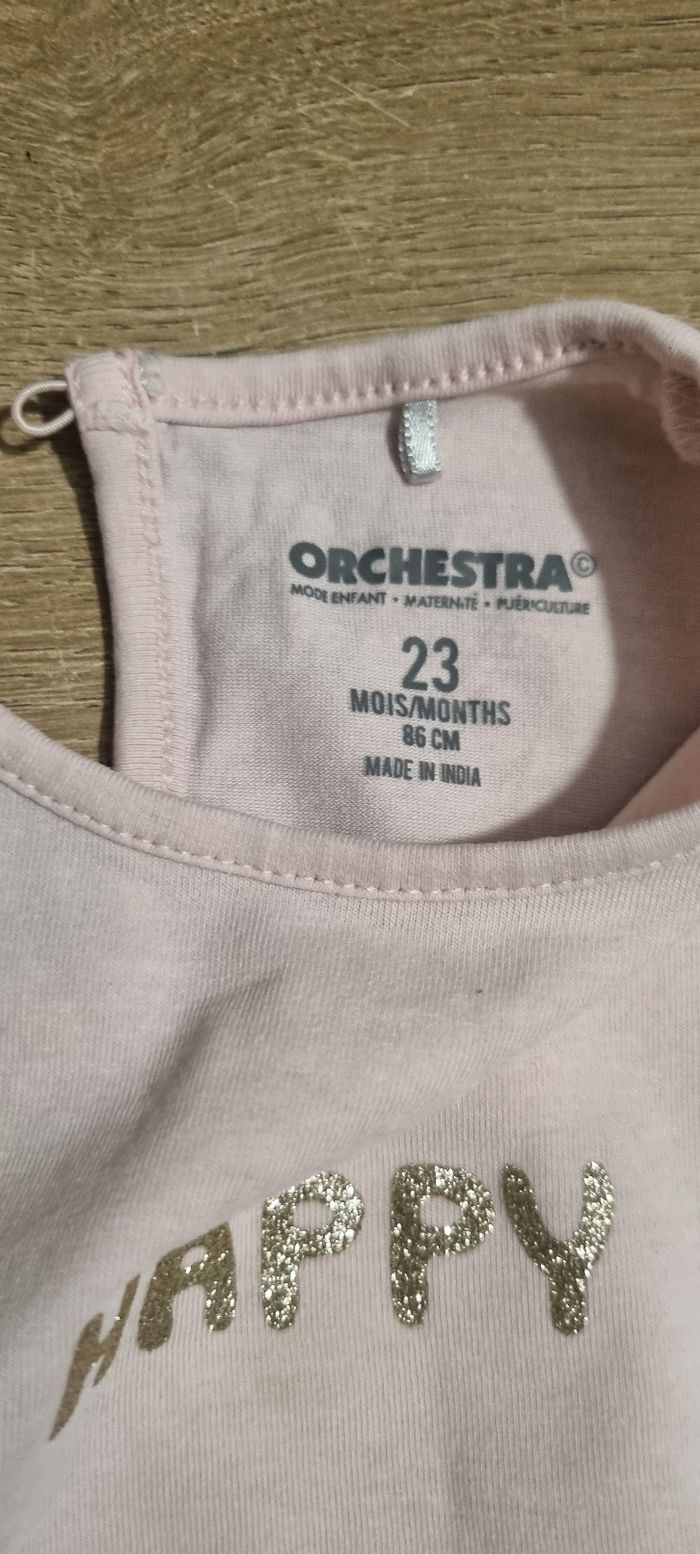 ORCHESTRA©
MODE ENFANT • MATERNITÉ • PUÉRICULTURE
23
MOIS/MONTHS
86 CM
MADE IN INDIA
HAPPY